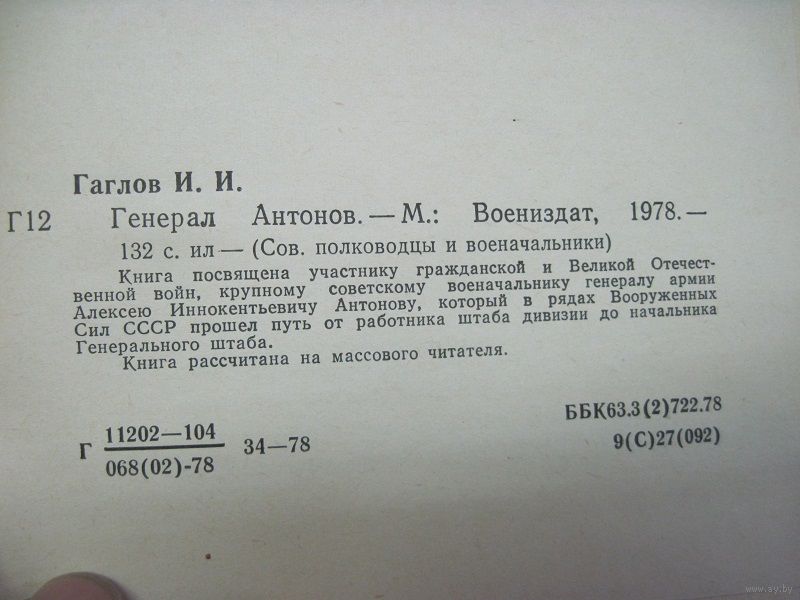 Гаглов И. И.
Г12 Генерал Антонов. — М.: Воениздат, 1978. —
132 с. ил — (Сов. полководцы и военачальники)
Книга посвящена участнику гражданской и Великой Отечест-
венной войн, крупному советскому военачальнику генералу армии
Алексею Иннокентьевичу Антонову, который в рядах Вооруженных
Сил СССР прошел путь от работника штаба дивизии до начальника
Генерального штаба.
Книга рассчитана на массового читателя.
Г 11202—104
068(02)-78 34—78
ББК63.3(2)722.78
9(С)27(092)
www.ay.by